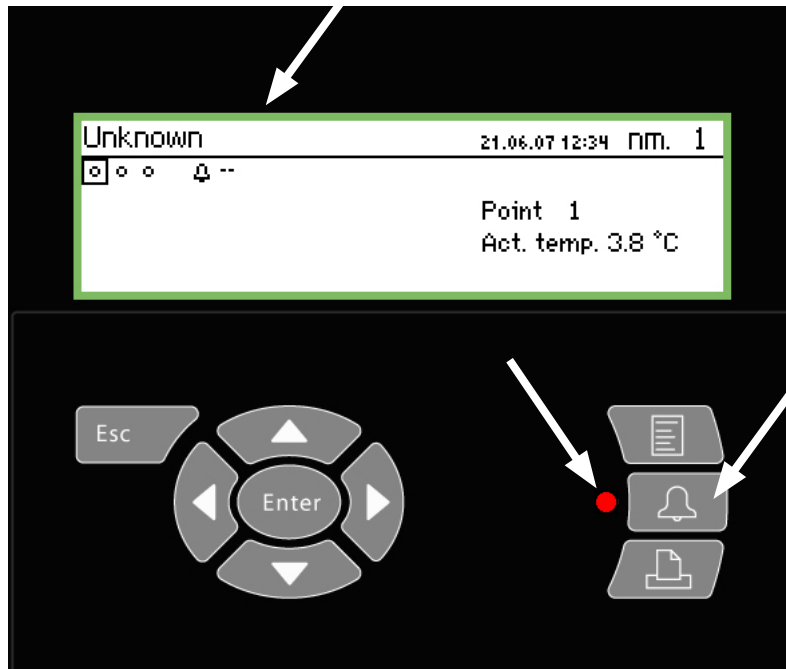 Unknown 21.06.07 12:34 nm. 1
--
Point 1
Act. temp. 3.8 °C
Esc
Enter